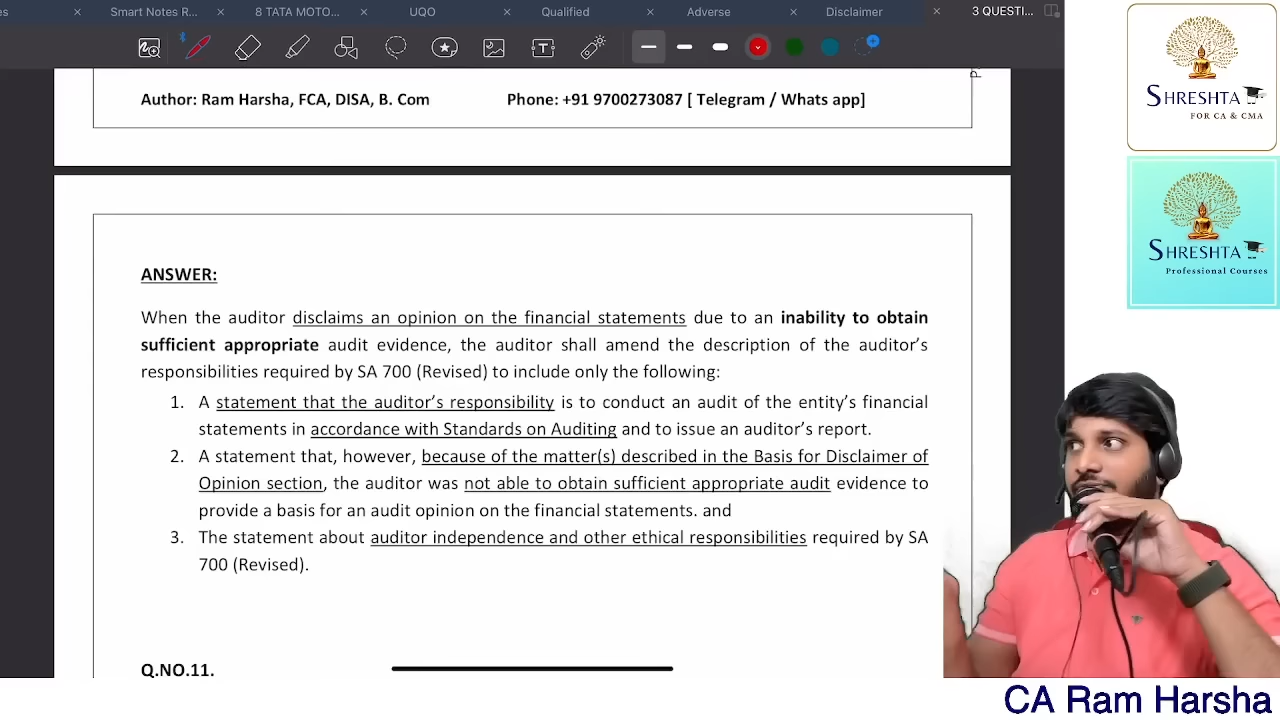 es
Smart Notes R...
8 TATA MOTO...
UQO
Qualified
Adverse
Disclaimer
3 QUESTI...
Author: Ram Harsha, FCA, DISA, B. Com
Phone: +91 9700273087 [ Telegram / Whats app]
ANSWER:
When the auditor disclaims an opinion on the financial statements due to an inability to obtain
sufficient appropriate audit evidence, the auditor shall amend the description of the auditor’s
responsibilities required by SA 700 (Revised) to include only the following:
1. A statement that the auditor’s responsibility is to conduct an audit of the entity’s financial
statements in accordance with Standards on Auditing and to issue an auditor’s report.
2. A statement that, however, because of the matter(s) described in the Basis for Disclaimer of
Opinion section, the auditor was not able to obtain sufficient appropriate audit evidence to
provide a basis for an audit opinion on the financial statements. and
3. The statement about auditor independence and other ethical responsibilities required by SA
700 (Revised).
Q.NO.11.
SHRESHTA
FOR CA & CMA
SHRESHTA
Professional Courses
CA Ram Harsha